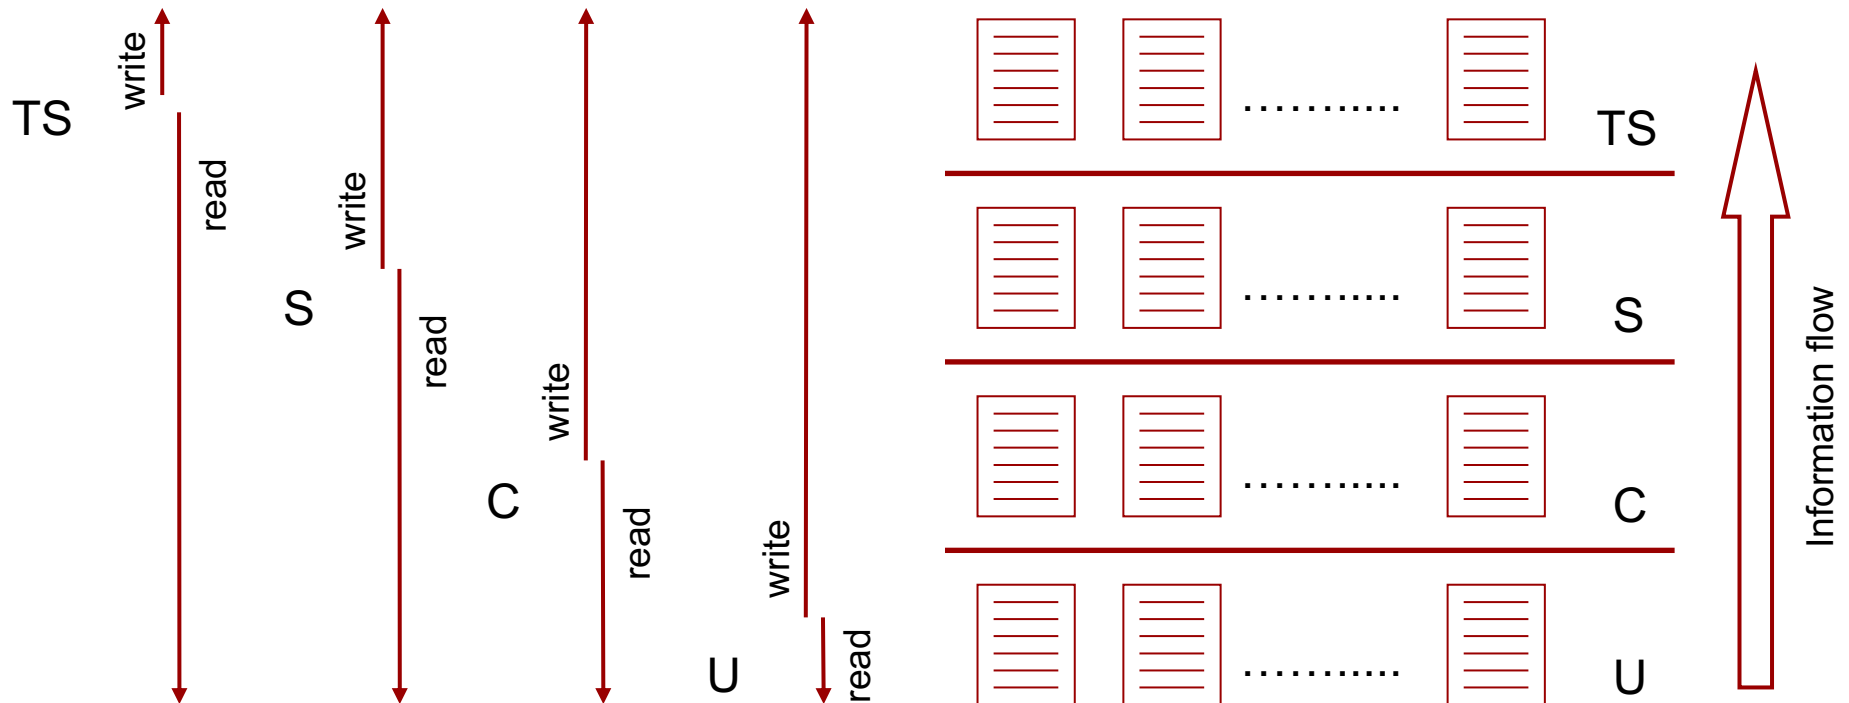 TS
write
read
S
write
read
C
write
read
U
write
read
...........
TS
...........
S
...........
C
...........
U
Information flow